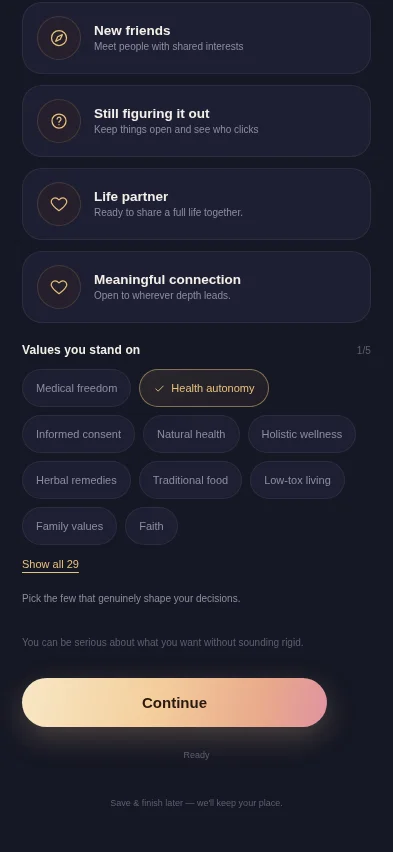 New friends
Meet people with shared interests
Still figuring it out
Keep things open and see who clicks
Life partner
Ready to share a full life together.
Meaningful connection
Open to wherever depth leads.
Values you stand on 1/5
Medical freedom Health autonomy
Informed consent Natural health Holistic wellness
Herbal remedies Traditional food Low-tox living
Family values Faith
Show all 29
Pick the few that genuinely shape your decisions.
You can be serious about what you want without sounding rigid.
Continue
Ready
Save & finish later — we'll keep your place.